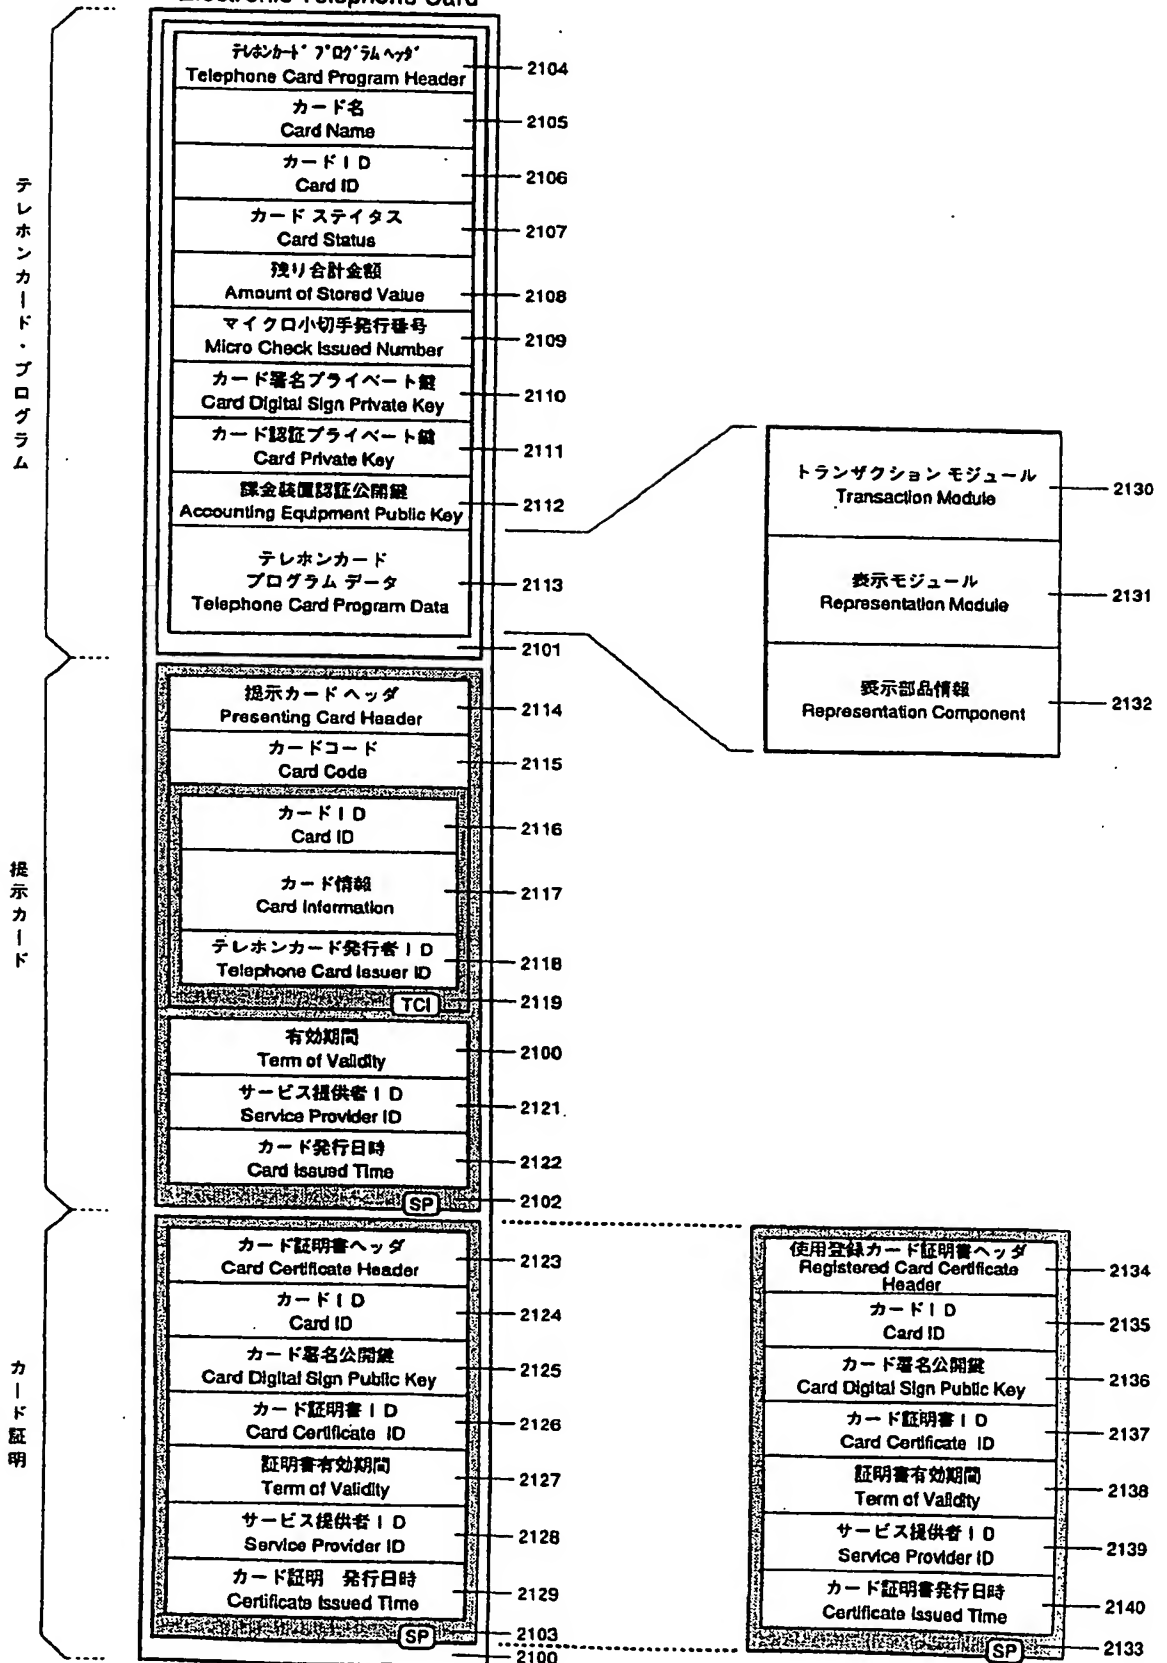 Electronic Telephone Card
テレホンカード・プログラム
テレホンカード プログラム ヘッダ
Telephone Card Program Header
2104
カード名
Card Name
2105
カードID
Card ID
2106
カード ステイタス
Card Status
2107
残り合計金額
Amount of Stored Value
2108
マイクロ小切手発行番号
Micro Check Issued Number
2109
カード署名プライベート鍵
Card Digital Sign Private Key
2110
カード認証プライベート鍵
Card Private Key
2111
課金装置認証公開鍵
Accounting Equipment Public Key
2112
テレホンカード
プログラム データ
Telephone Card Program Data
2113
2101
トランザクション モジュール
Transaction Module
2130
表示モジュール
Representation Module
2131
表示部品情報
Representation Component
2132
提示カード
提示カード ヘッダ
Presenting Card Header
2114
カードコード
Card Code
2115
カードID
Card ID
2116
カード情報
Card Information
2117
テレホンカード発行者ID
Telephone Card Issuer ID
2118
TCI
2119
有効期間
Term of Validity
2100
サービス提供者ID
Service Provider ID
2121
カード発行日時
Card Issued Time
2122
SP
2102
カード証明
カード証明書ヘッダ
Card Certificate Header
2123
カードID
Card ID
2124
カード署名公開鍵
Card Digital Sign Public Key
2125
カード証明書ID
Card Certificate ID
2126
証明書有効期間
Term of Validity
2127
サービス提供者ID
Service Provider ID
2128
カード証明 発行日時
Certificate Issued Time
2129
SP
2103
2100
使用登録カード証明書ヘッダ
Registered Card Certificate
Header
2134
カードID
Card ID
2135
カード署名公開鍵
Card Digital Sign Public Key
2136
カード証明書ID
Card Certificate ID
2137
証明書有効期間
Term of Validity
2138
サービス提供者ID
Service Provider ID
2139
カード証明書発行日時
Certificate Issued Time
2140
SP
2133